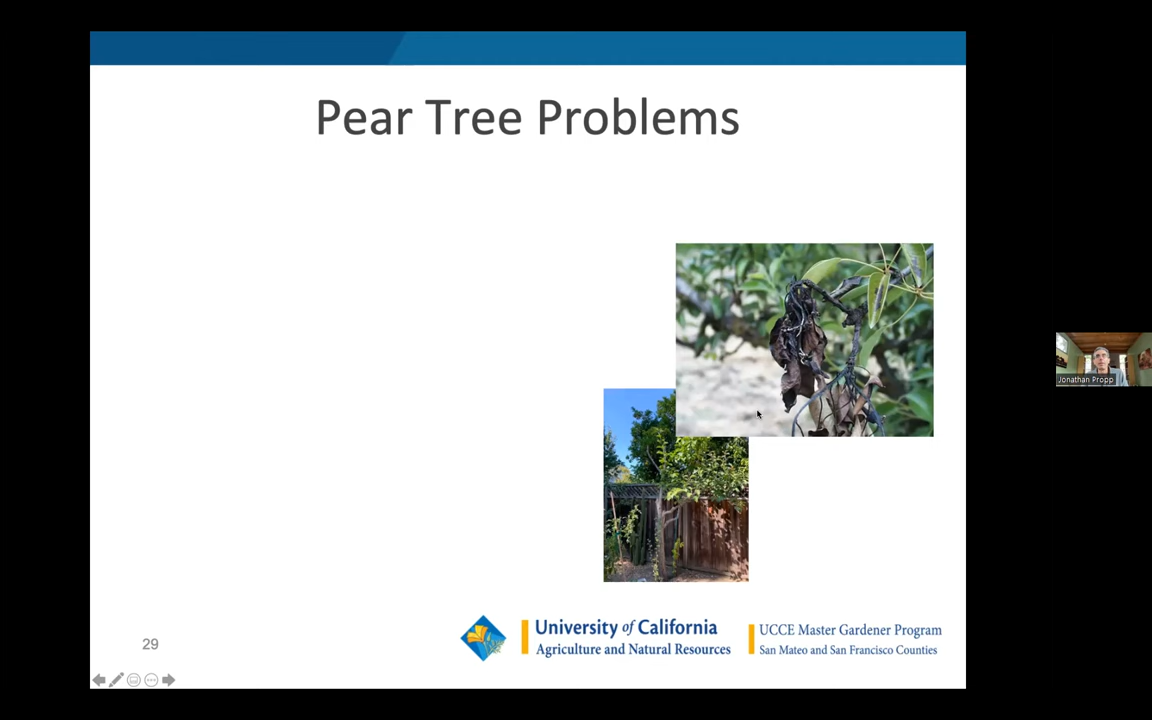 Pear Tree Problems
Jonathan Propp
29
University of California
Agriculture and Natural Resources
UCCE Master Gardener Program
San Mateo and San Francisco Counties